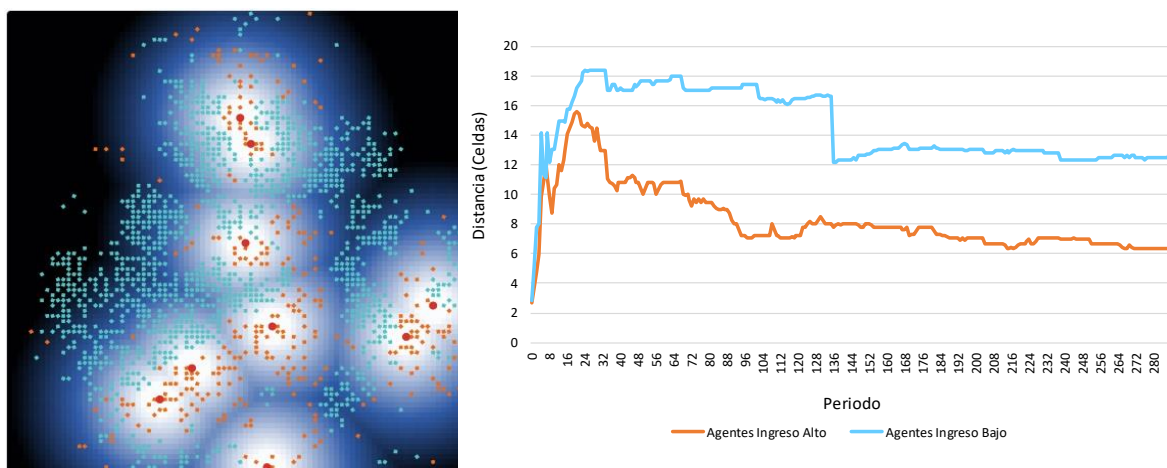 20
18
16
14
12
10
8
6
4
2
0
Distancia (Celdas)
0 8 16 24 32 40 48 56 64 72 80 88 96 104 112 120 128 136 144 152 160 168 176 184 192 200 208 216 224 232 240 248 256 264 272 280
Periodo
Agentes Ingreso Alto Agentes Ingreso Bajo